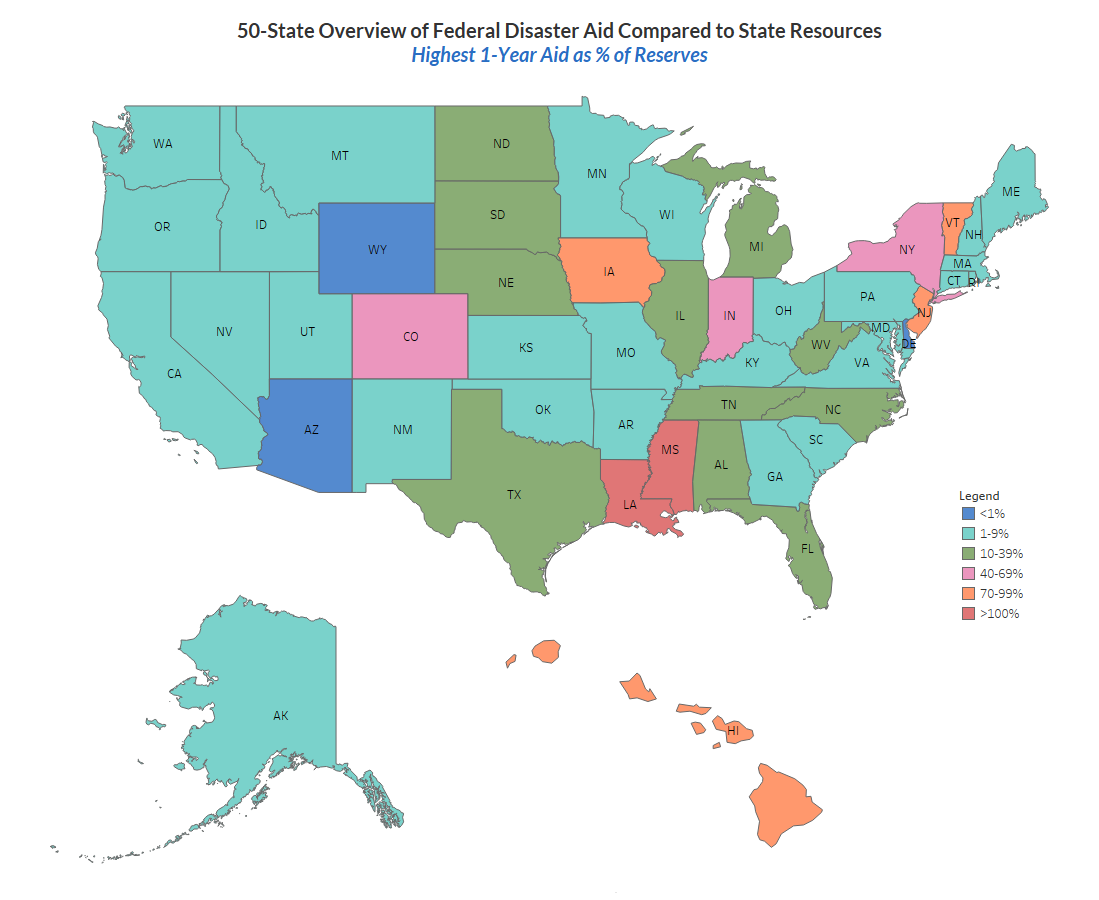 50-State Overview of Federal Disaster Aid Compared to State Resources
Highest 1-Year Aid as % of Reserves
WA
MT
ND
MN
OR
ID
WY
SD
WI
MI
NY
VT
NH
ME
MA
CT
RI
NE
IA
IL
IN
OH
PA
NJ
MD
DE
NV
UT
CO
KS
MO
KY
WV
VA
CA
AZ
NM
OK
AR
TN
NC
SC
TX
LA
MS
AL
GA
FL
Legend
<1%
1-9%
10-39%
40-69%
70-99%
>100%
AK
HI